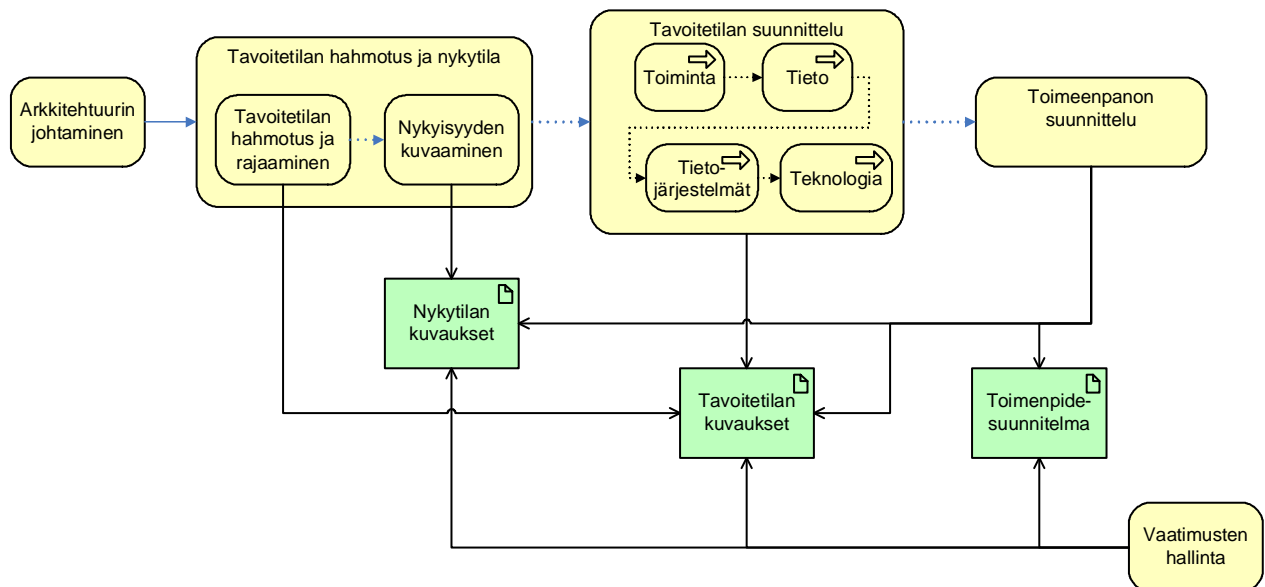 Tavoitetilan hahmotus ja nykytila
Tavoitetilan suunnittelu
Arkkitehtuurin
johtaminen
Tavoitetilan
hahmotus ja
rajaaminen
Nykyisyyden
kuvaaminen
Toiminta
Tieto
Tieto-
järjestelmät
Teknologia
Toimeenpanon
suunnittelu
Nykytilan
kuvaukset
Tavoitetilan
kuvaukset
Toimenpide-
suunnitelma
Vaatimusten
hallinta